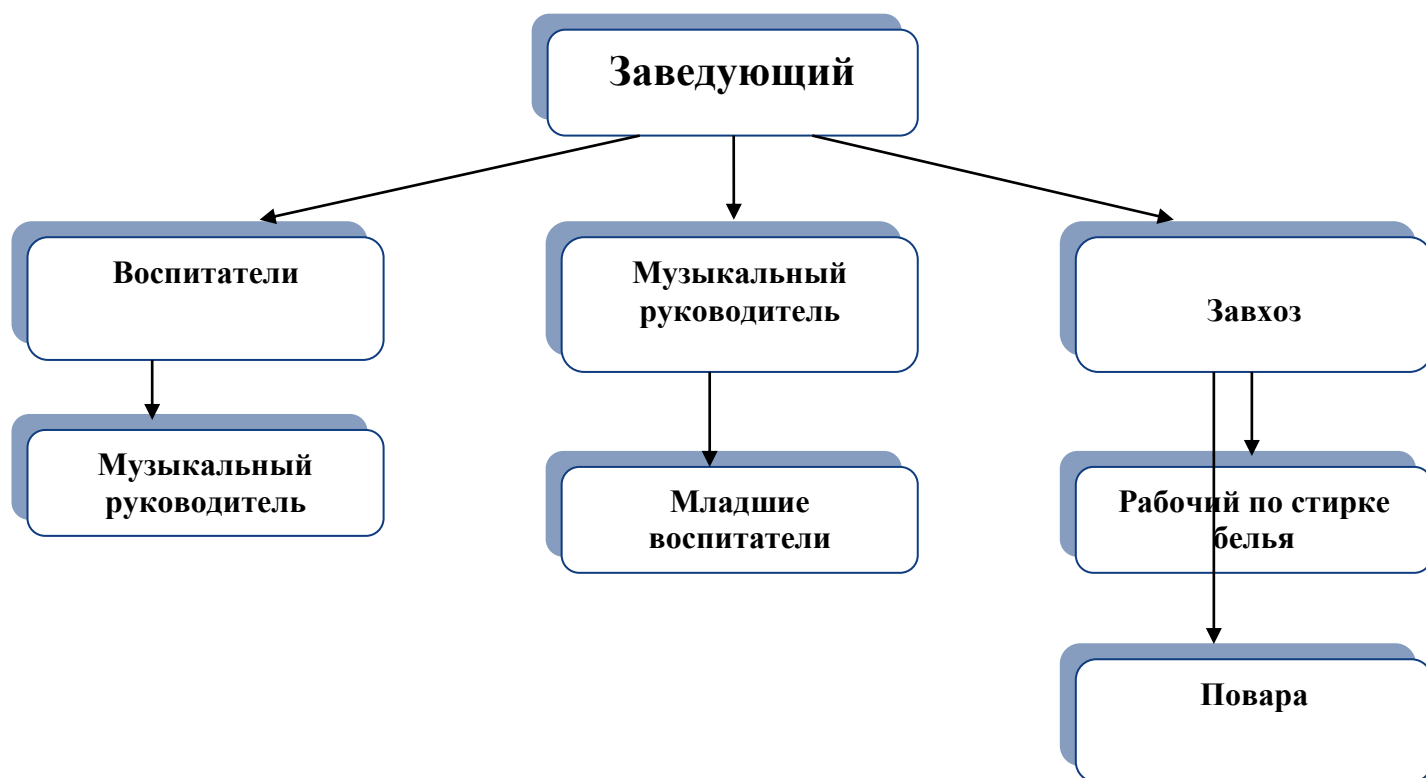 Заведующий
Воспитатели
Музыкальный
руководитель
Завхоз
Музыкальный
руководитель
Младшие
воспитатели
Рабочий по стирке
белья
Повара